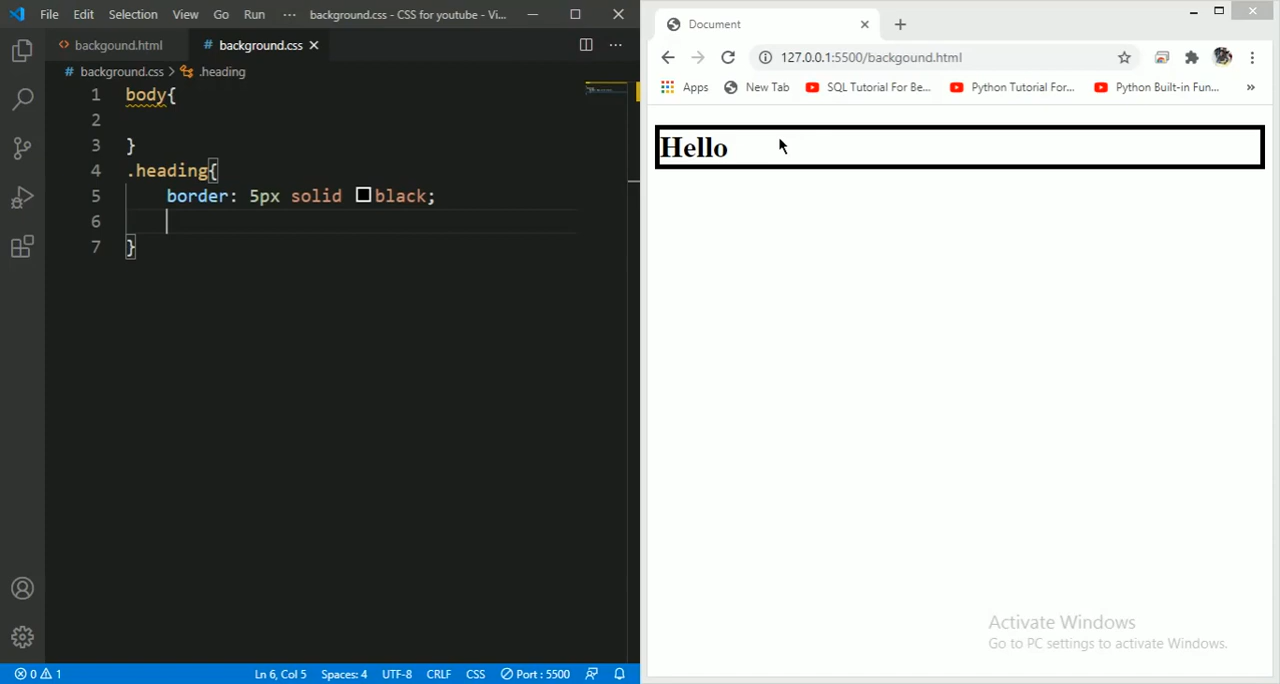 File Edit Selection View Go Run ··· background.css - CSS for youtube - Vi...
backgound.html
background.css
background.css > .heading
1 body{
2
3 }
4 .heading{
5 border: 5px solid black;
6
7 }
0 1 Ln 6, Col 5 Spaces: 4 UTF-8 CRLF CSS Port : 5500
Document
127.0.0.1:5500/backgound.html
Apps New Tab SQL Tutorial For Be... Python Tutorial For... Python Built-in Fun... »
Hello
Activate Windows
Go to PC settings to activate Windows.